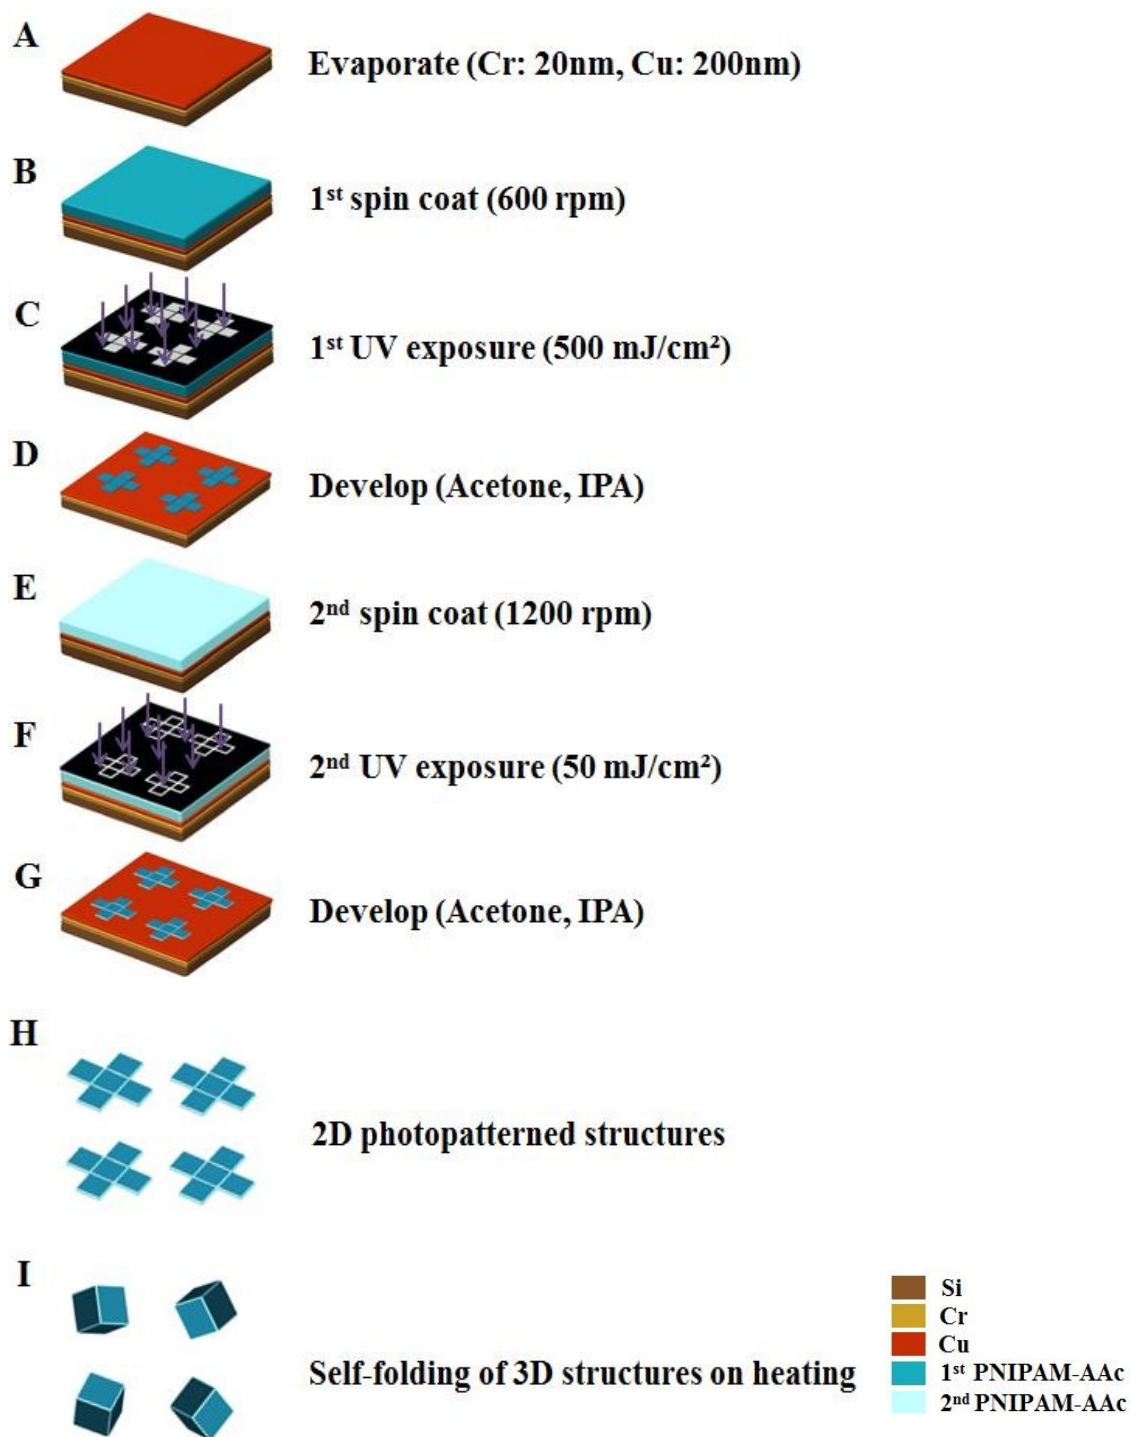 A
Evaporate (Cr: 20nm, Cu: 200nm)
B
1st spin coat (600 rpm)
C
1st UV exposure (500 mJ/cm²)
D
Develop (Acetone, IPA)
E
2nd spin coat (1200 rpm)
F
2nd UV exposure (50 mJ/cm²)
G
Develop (Acetone, IPA)
H
2D photopatterned structures
I
Self-folding of 3D structures on heating
Si
Cr
Cu
1st PNIPAM-AAc
2nd PNIPAM-AAc